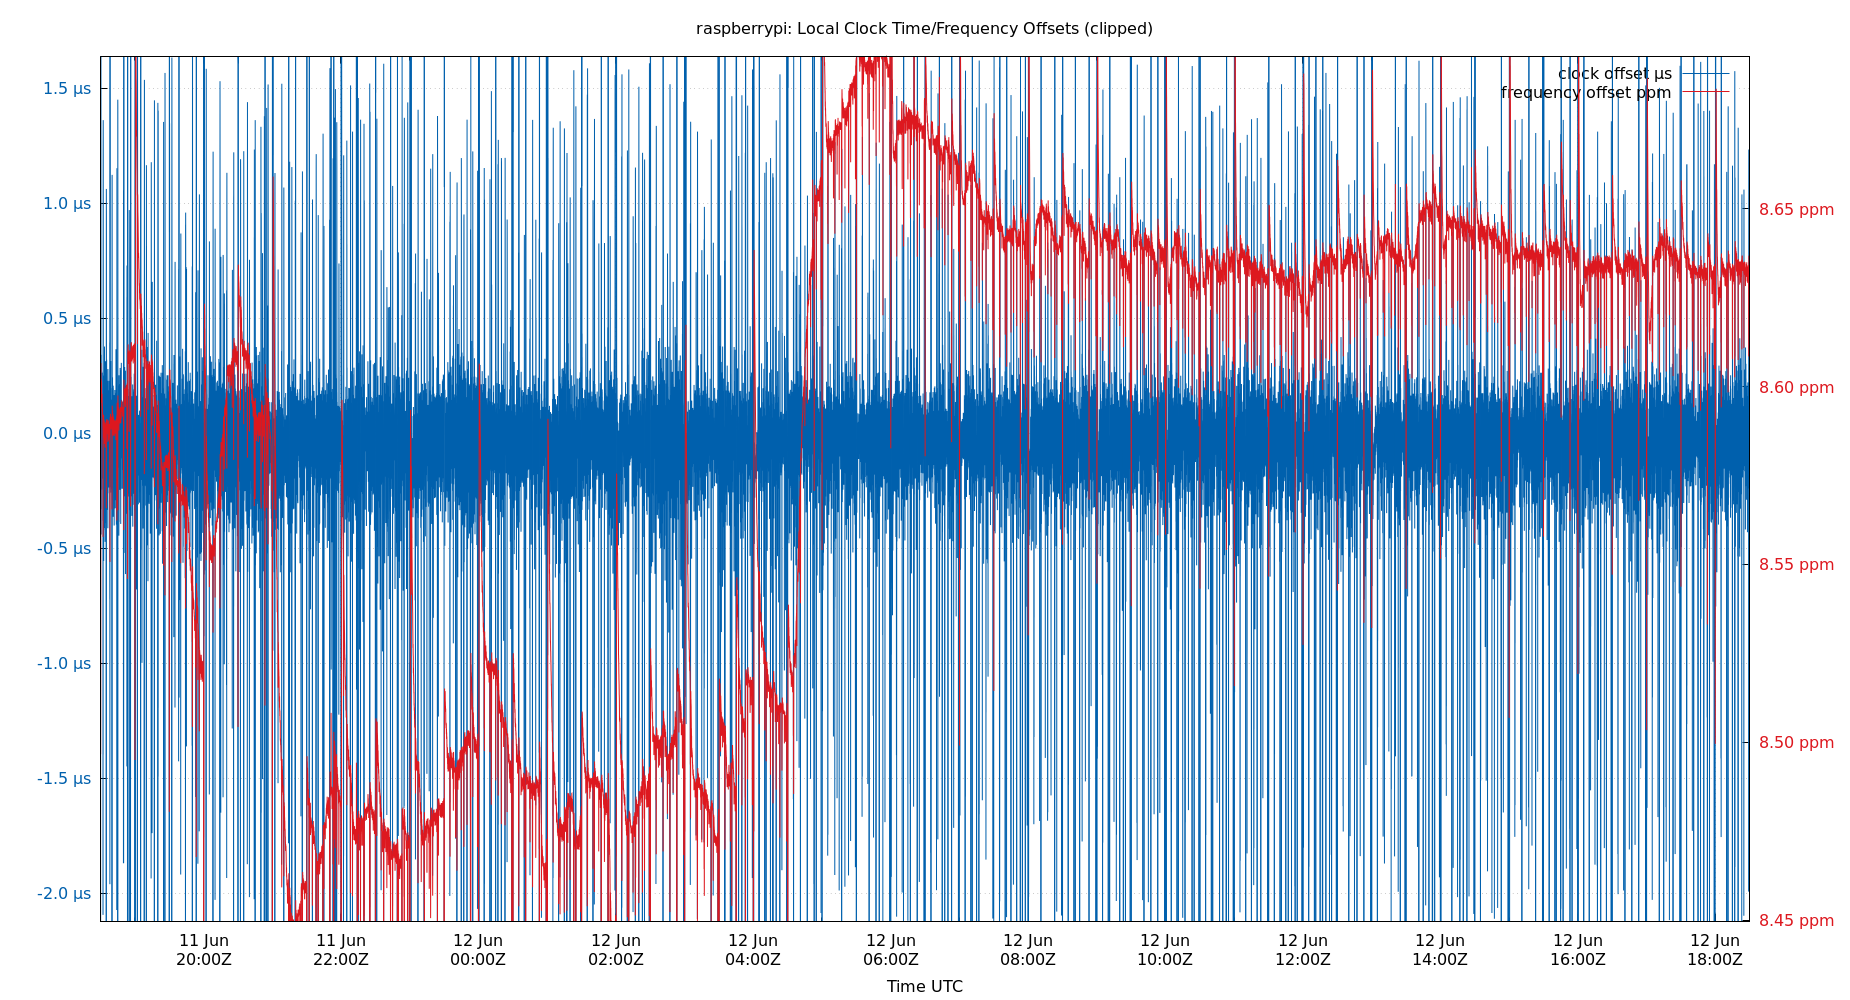 raspberrypi: Local Clock Time/Frequency Offsets (clipped)
clock offset µs
frequency offset ppm
1.5 µs
1.0 µs
0.5 µs
0.0 µs
-0.5 µs
-1.0 µs
-1.5 µs
-2.0 µs
8.65 ppm
8.60 ppm
8.55 ppm
8.50 ppm
8.45 ppm
11 Jun 11 Jun 12 Jun 12 Jun 12 Jun 12 Jun 12 Jun 12 Jun 12 Jun 12 Jun 12 Jun 12 Jun
20:00Z 22:00Z 00:00Z 02:00Z 04:00Z 06:00Z 08:00Z 10:00Z 12:00Z 14:00Z 16:00Z 18:00Z
Time UTC